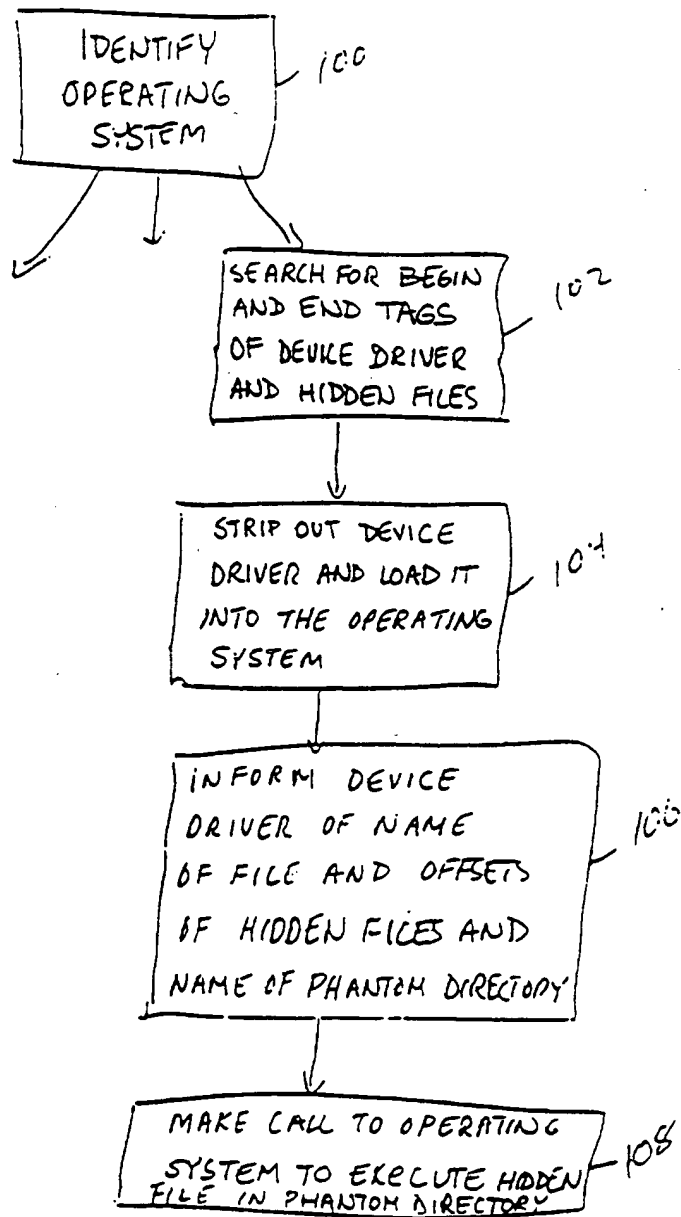 IDENTIFY
OPERATING
SYSTEM
100
SEARCH FOR BEGIN
AND END TAGS
OF DEVICE DRIVER
AND HIDDEN FILES
102
STRIP OUT DEVICE
DRIVER AND LOAD IT
INTO THE OPERATING
SYSTEM
104
INFORM DEVICE
DRIVER OF NAME
OF FILE AND OFFSETS
OF HIDDEN FILES AND
NAME OF PHANTOM DIRECTORY
106
MAKE CALL TO OPERATING
SYSTEM TO EXECUTE HIDDEN
FILE IN PHANTOM DIRECTORY
108